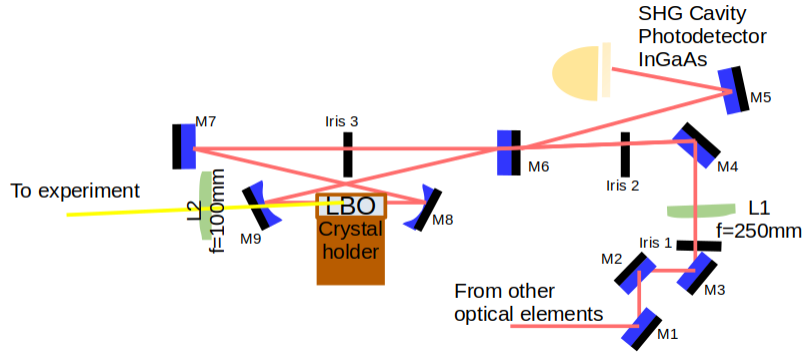 SHG Cavity
Photodetector
InGaAs
M5
M7
Iris 3
M6
M4
Iris 2
To experiment
L2
f=100mm
LBO
M8
M9
Crystal
holder
L1
f=250mm
Iris 1
M2
M3
From other
optical elements
M1